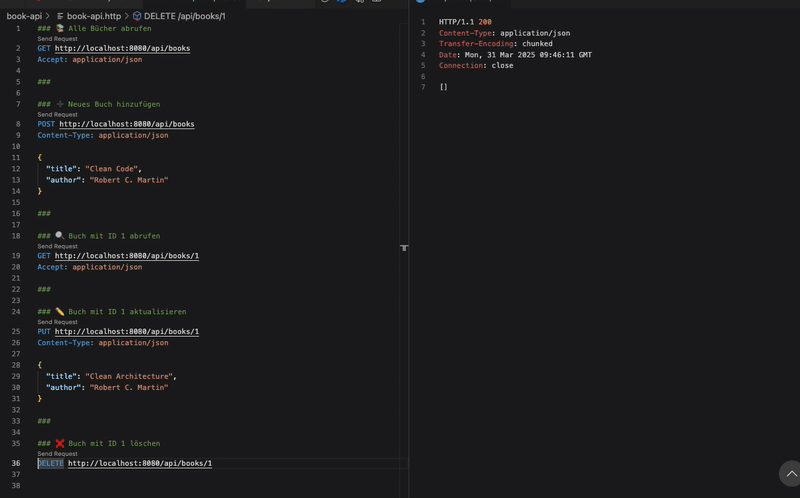 book-api > book-api.http > DELETE /api/books/1
1 ### 📚 Alle Bücher abrufen
Send Request
2 GET http://localhost:8080/api/books
3 Accept: application/json
4
5 ###
6
7 ### ➕ Neues Buch hinzufügen
Send Request
8 POST http://localhost:8080/api/books
9 Content-Type: application/json
10
11 {
12 "title": "Clean Code",
13 "author": "Robert C. Martin"
14 }
15
16 ###
17
18 ### 🔍 Buch mit ID 1 abrufen
Send Request
19 GET http://localhost:8080/api/books/1
20 Accept: application/json
21
22 ###
23
24 ### ✏️ Buch mit ID 1 aktualisieren
Send Request
25 PUT http://localhost:8080/api/books/1
26 Content-Type: application/json
27
28 {
29 "title": "Clean Architecture",
30 "author": "Robert C. Martin"
31 }
32
33 ###
34
35 ### ❌ Buch mit ID 1 löschen
Send Request
36 DELETE http://localhost:8080/api/books/1
37
38
1 HTTP/1.1 200
2 Content-Type: application/json
3 Transfer-Encoding: chunked
4 Date: Mon, 31 Mar 2025 09:46:11 GMT
5 Connection: close
6
7 []